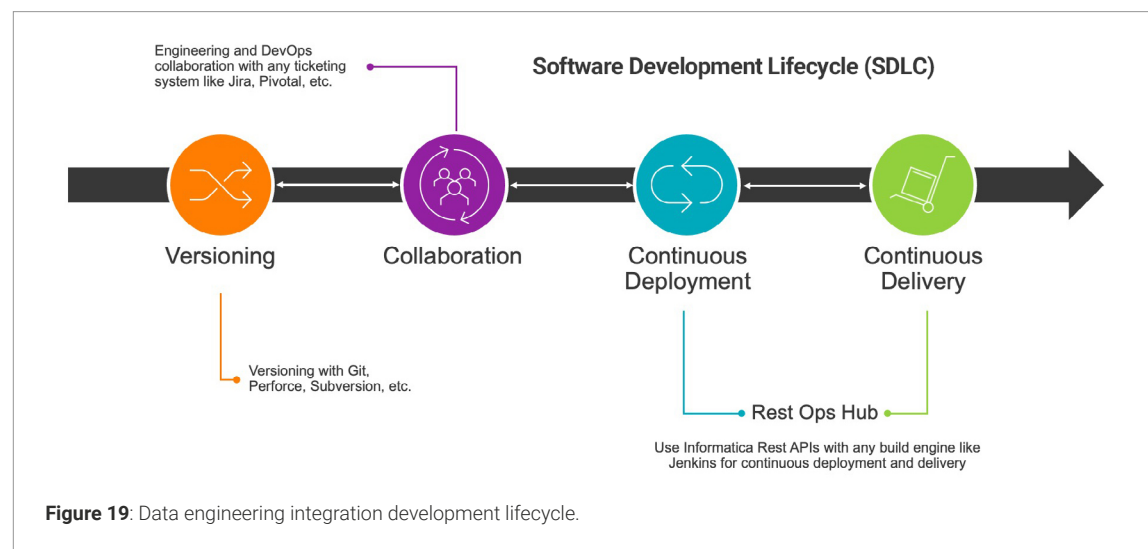 Engineering and DevOps
collaboration with any ticketing
system like Jira, Pivotal, etc.
Software Development Lifecycle (SDLC)
Versioning
Collaboration
Continuous
Deployment
Continuous
Delivery
Versioning with Git,
Perforce, Subversion, etc.
Rest Ops Hub
Use Informatica Rest APIs with any build engine like
Jenkins for continuous deployment and delivery
Figure 19: Data engineering integration development lifecycle.